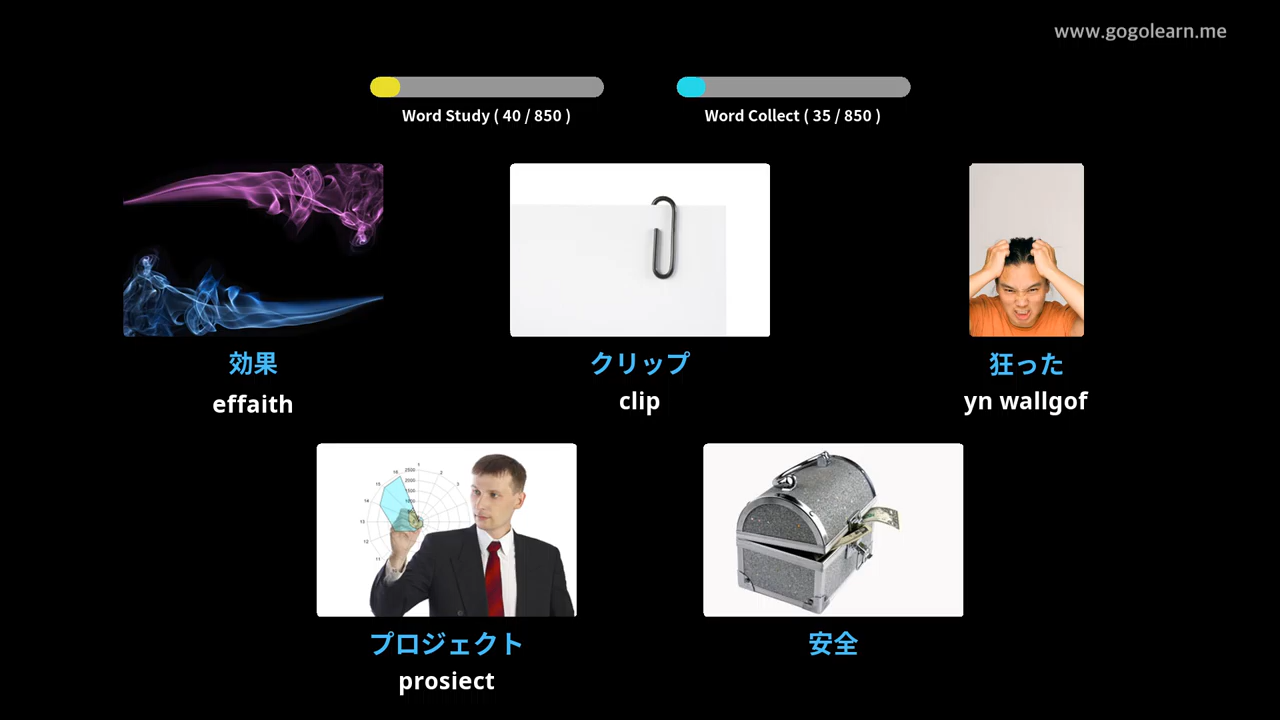 www.gogolearn.me
Word Study ( 40 / 850 )
Word Collect ( 35 / 850 )
効果
effaith
クリップ
clip
狂った
yn wallgof
プロジェクト
prosiect
安全